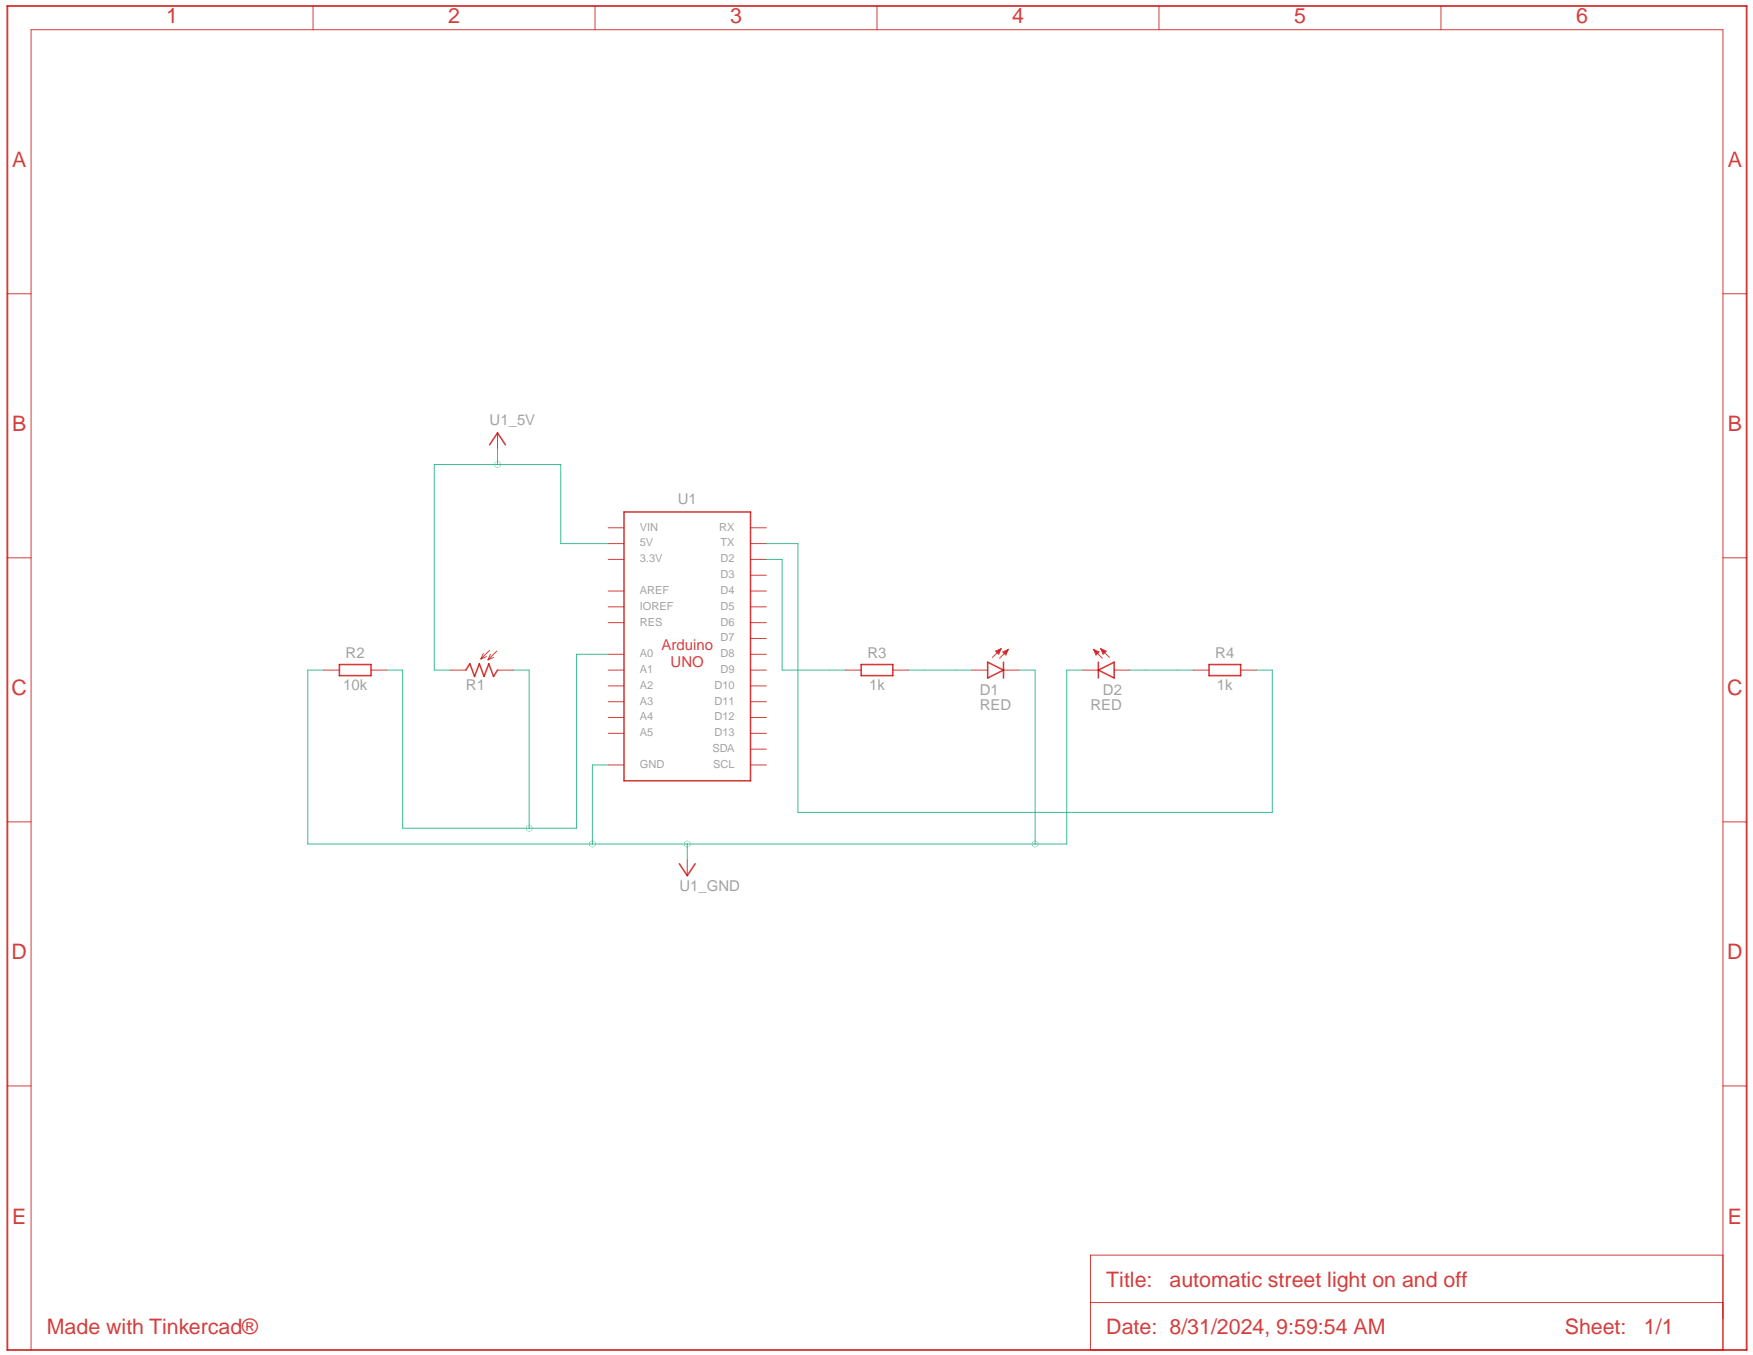 1 2 3 4 5 6
A A
B B
U1_5V
U1
VIN RX
5V TX
3.3V D2
D3
AREF D4
IOREF D5
RES D6
D7
Arduino
UNO
A0 D8
A1 D9
A2 D10
A3 D11
A4 D12
A5 D13
SDA
GND SCL
R2
10k
R1
R3
1k
D1
RED
D2
RED
R4
1k
C C
U1_GND
D D
E E
Title: automatic street light on and off
Date: 8/31/2024, 9:59:54 AM Sheet: 1/1
Made with Tinkercad®